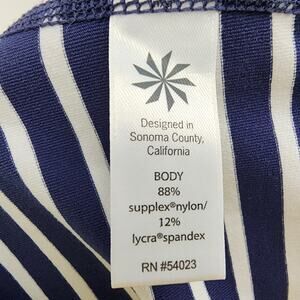 Designed in
Sonoma County,
California
BODY
88%
supplex®nylon/
12%
lycra®spandex
RN #54023